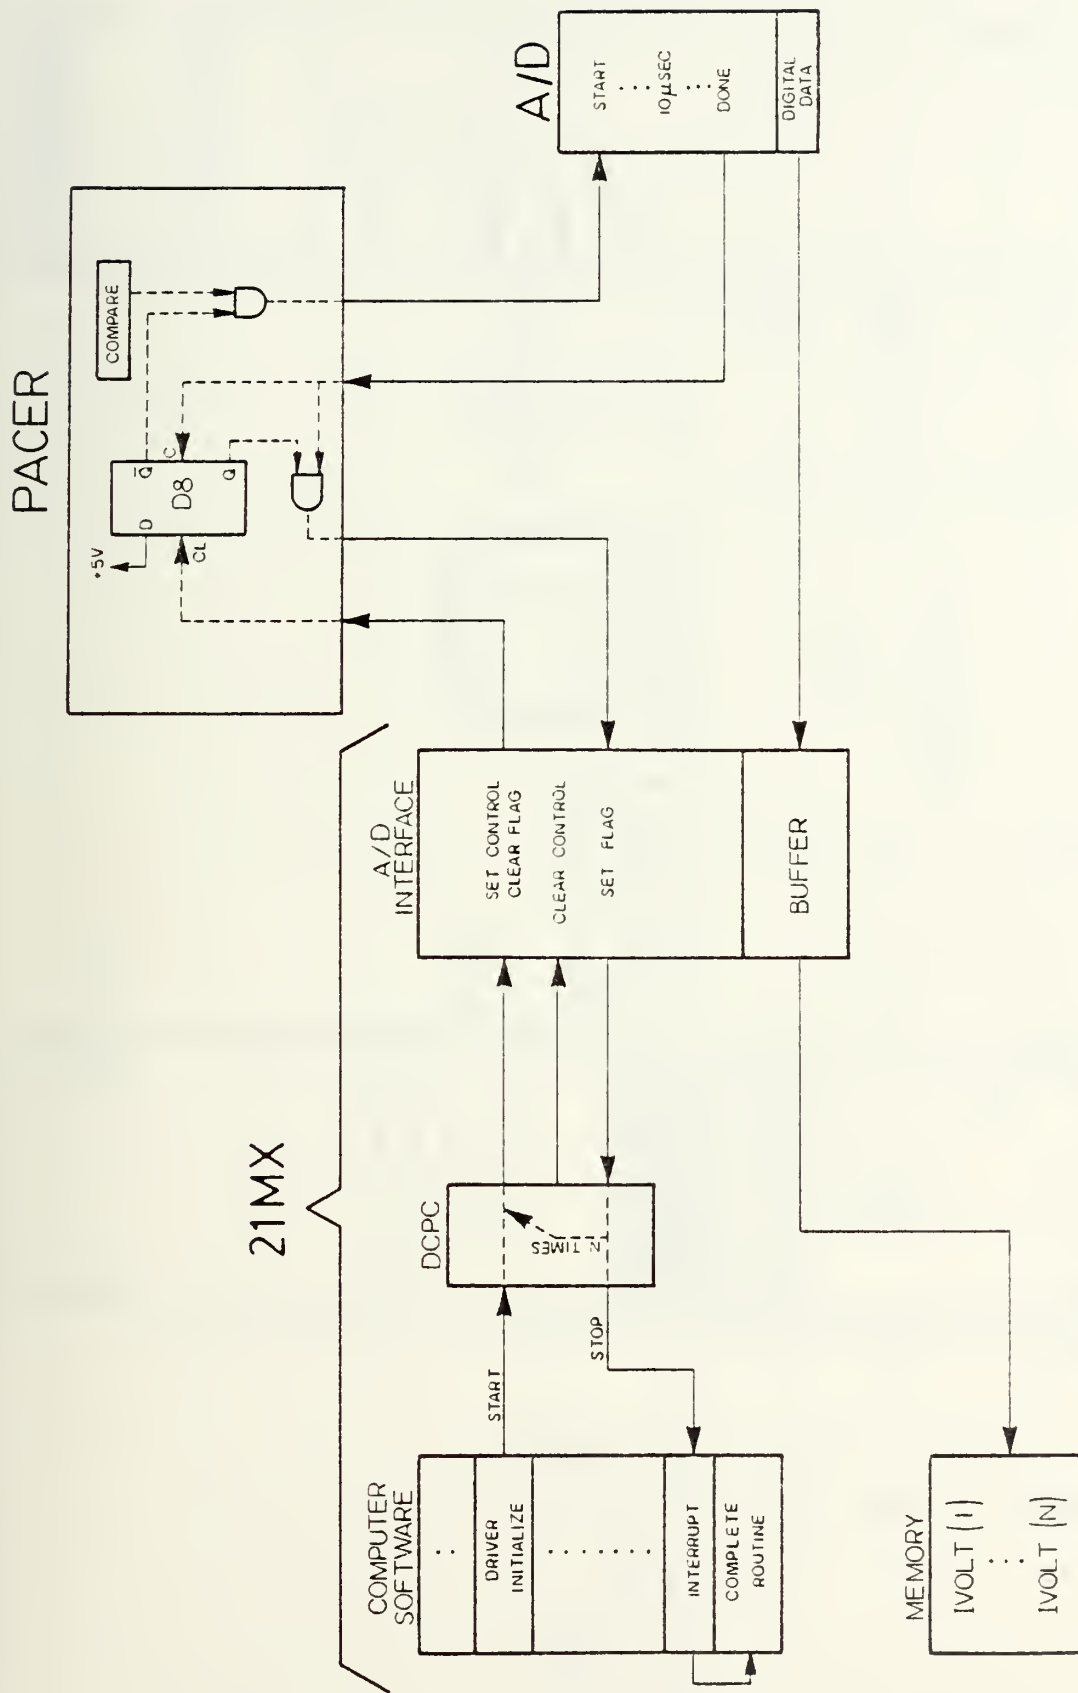 PACER
COMPARE
+5V
D
Q̅
D8
CL
C
Q
A/D
START
...
10μSEC
...
DONE
DIGITAL
DATA
21MX
COMPUTER
SOFTWARE
..
DRIVER
INITIALIZE
.......
INTERRUPT
COMPLETE
ROUTINE
START
STOP
DCPC
N TIMES
A/D
INTERFACE
SET CONTROL
CLEAR FLAG
CLEAR CONTROL
SET FLAG
BUFFER
MEMORY
IVOLT (1)
...
IVOLT (N)